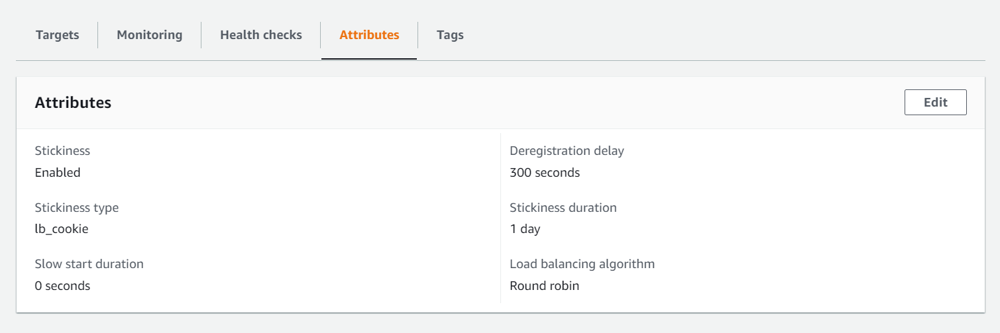 Targets
Monitoring
Health checks
Attributes
Tags
Attributes
Edit
Stickiness
Enabled
Stickiness type
lb_cookie
Slow start duration
0 seconds
Deregistration delay
300 seconds
Stickiness duration
1 day
Load balancing algorithm
Round robin